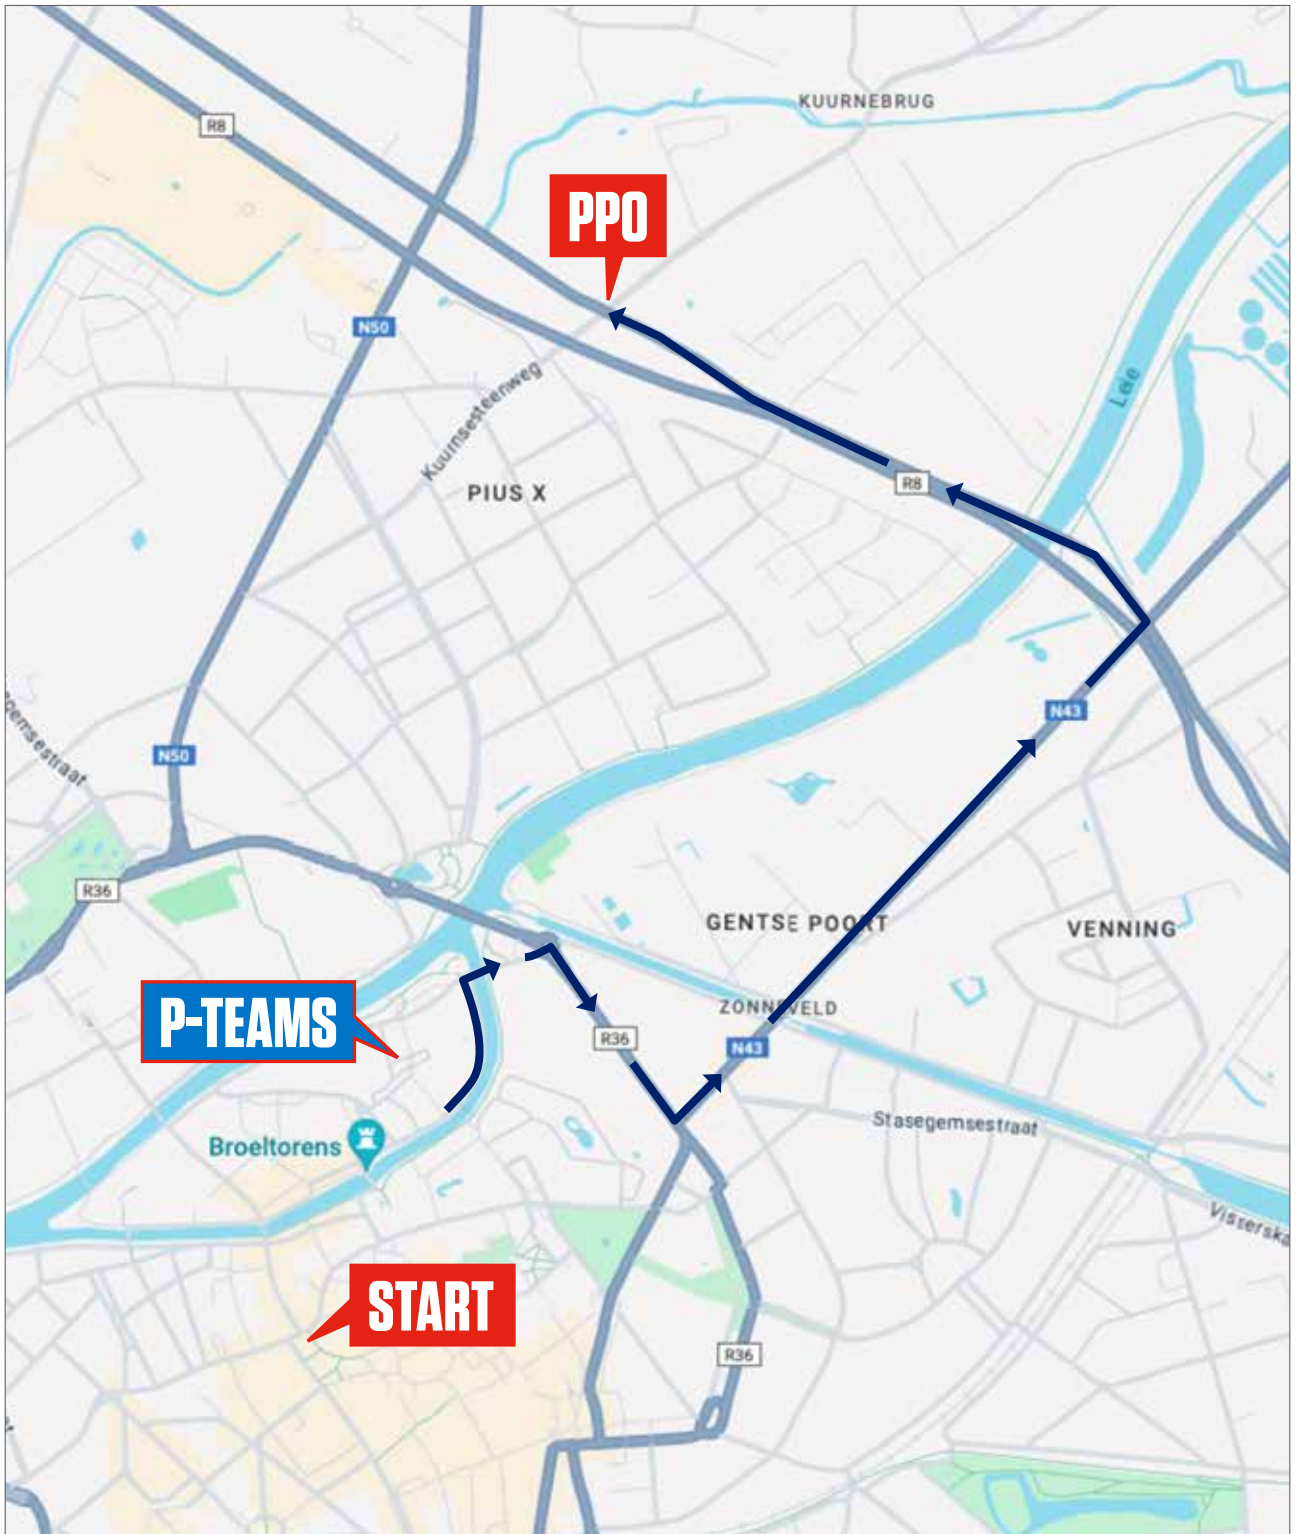 KUURNEBRUG
R8
PPO
N50
Leie
Kuurnsesteenweg
R8
PIUS X
N43
N50
R36
GENTSE POORT
VENNING
P-TEAMS
ZONNEVELD
R36
N43
Stasegemsestraat
Broeltorens
START
R36